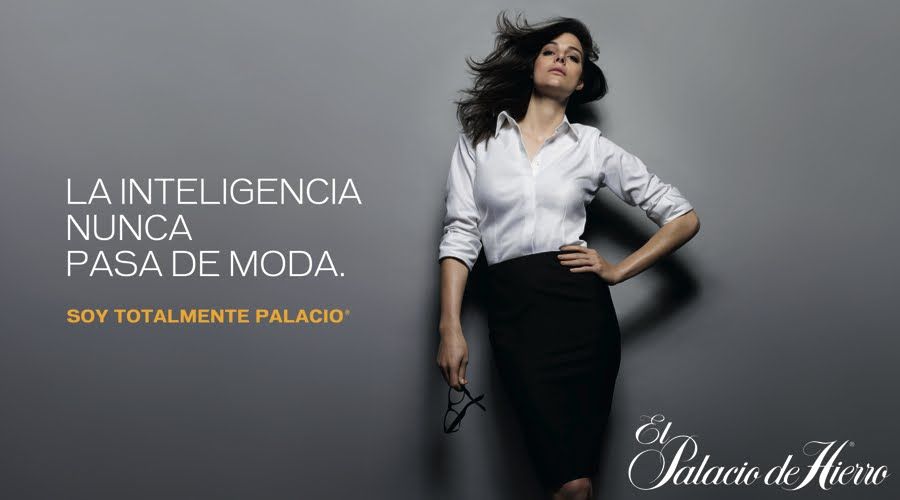 LA INTELIGENCIA
NUNCA
PASA DE MODA.
SOY TOTALMENTE PALACIO®
El
Palacio de Hierro®